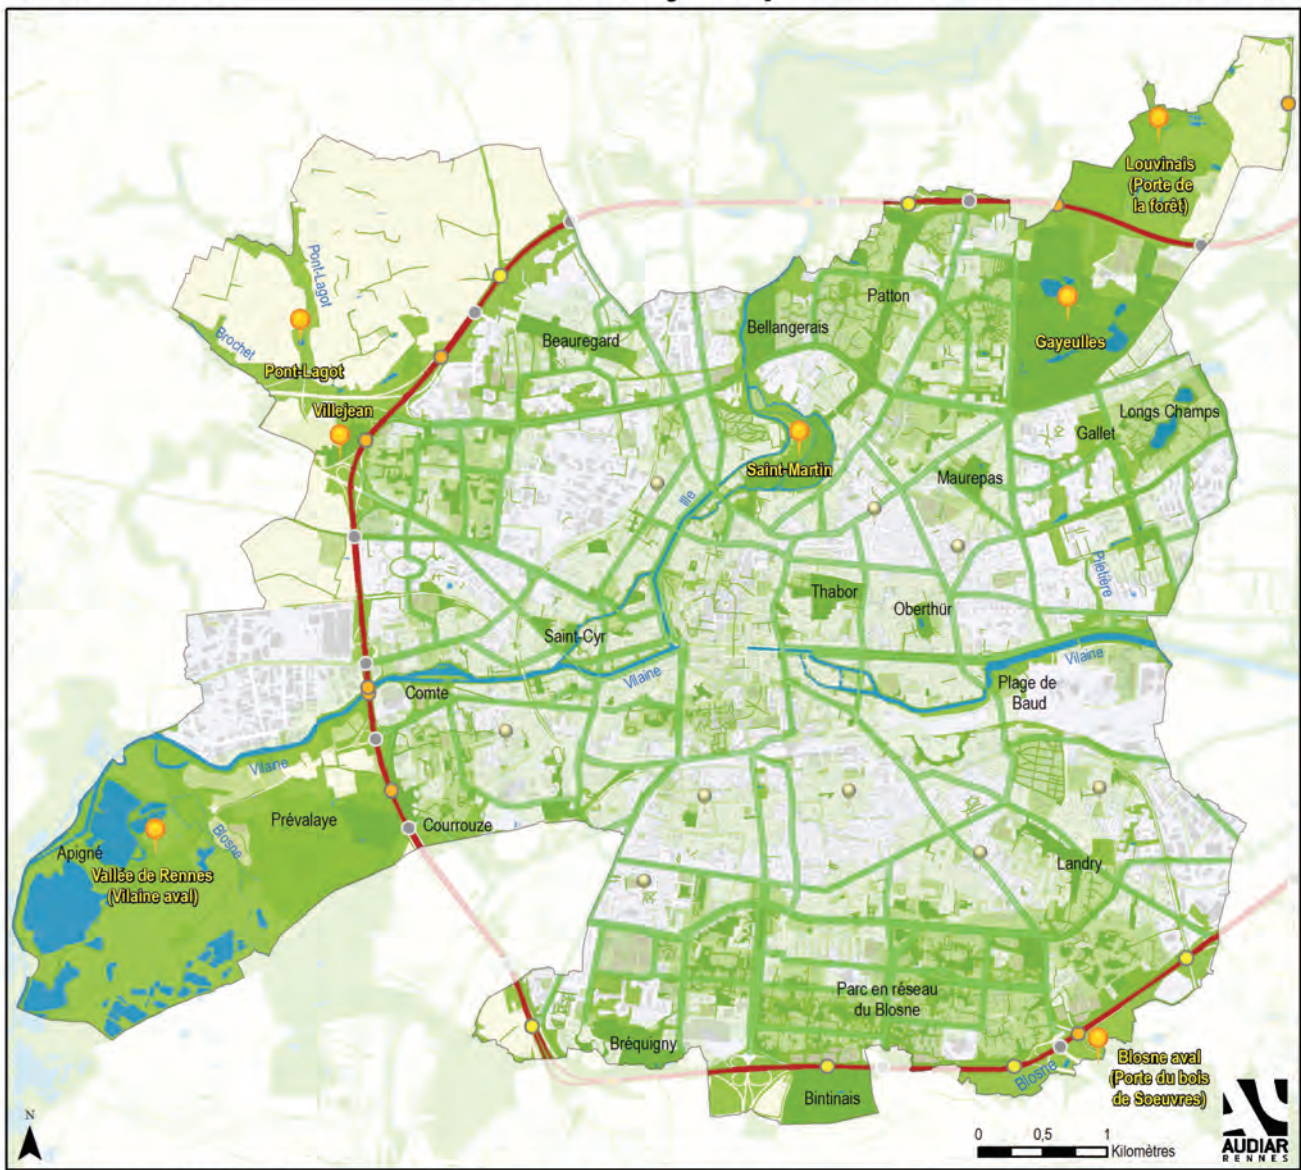 Louvinais
(Porte de
la forêt)
Pont-Lagot
Brochet
Pont-Lagot
Villejean
Beauregard
Bellangerais
Patton
Gayeulles
Longs Champs
Gallet
Saint-Martin
Maurepas
Ille
Piletière
Thabor
Oberthür
Saint-Cyr
Vilaine
Vilaine
Comte
Plage de
Baud
Vilaine
Prévalaye
Courrouze
Blosne
Apigné
Vallée de Rennes
(Vilaine aval)
Landry
Parc en réseau
du Blosne
Bréquigny
Bintinais
Blosne
Blosne aval
(Porte du bois
de Soeuvres)
N
0 0,5 1
Kilomètres
AUDIAR
RENNES